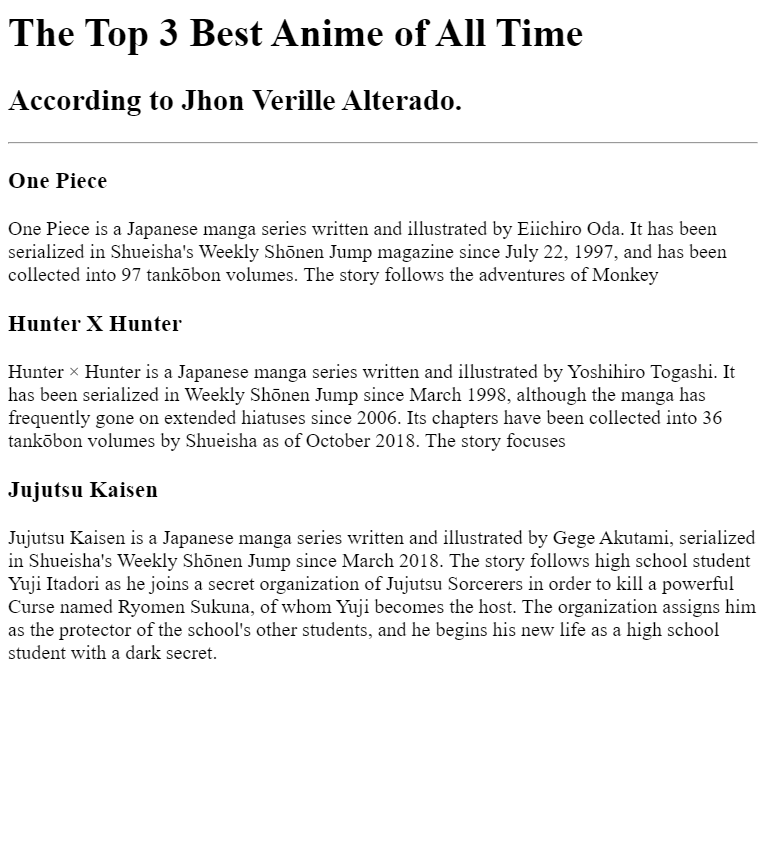 The Top 3 Best Anime of All Time
According to Jhon Verille Alterado.
One Piece
One Piece is a Japanese manga series written and illustrated by Eiichiro Oda. It has been
serialized in Shueisha's Weekly Shōnen Jump magazine since July 22, 1997, and has been
collected into 97 tankōbon volumes. The story follows the adventures of Monkey
Hunter X Hunter
Hunter × Hunter is a Japanese manga series written and illustrated by Yoshihiro Togashi. It
has been serialized in Weekly Shōnen Jump since March 1998, although the manga has
frequently gone on extended hiatuses since 2006. Its chapters have been collected into 36
tankōbon volumes by Shueisha as of October 2018. The story focuses
Jujutsu Kaisen
Jujutsu Kaisen is a Japanese manga series written and illustrated by Gege Akutami, serialized
in Shueisha's Weekly Shōnen Jump since March 2018. The story follows high school student
Yuji Itadori as he joins a secret organization of Jujutsu Sorcerers in order to kill a powerful
Curse named Ryomen Sukuna, of whom Yuji becomes the host. The organization assigns him
as the protector of the school's other students, and he begins his new life as a high school
student with a dark secret.